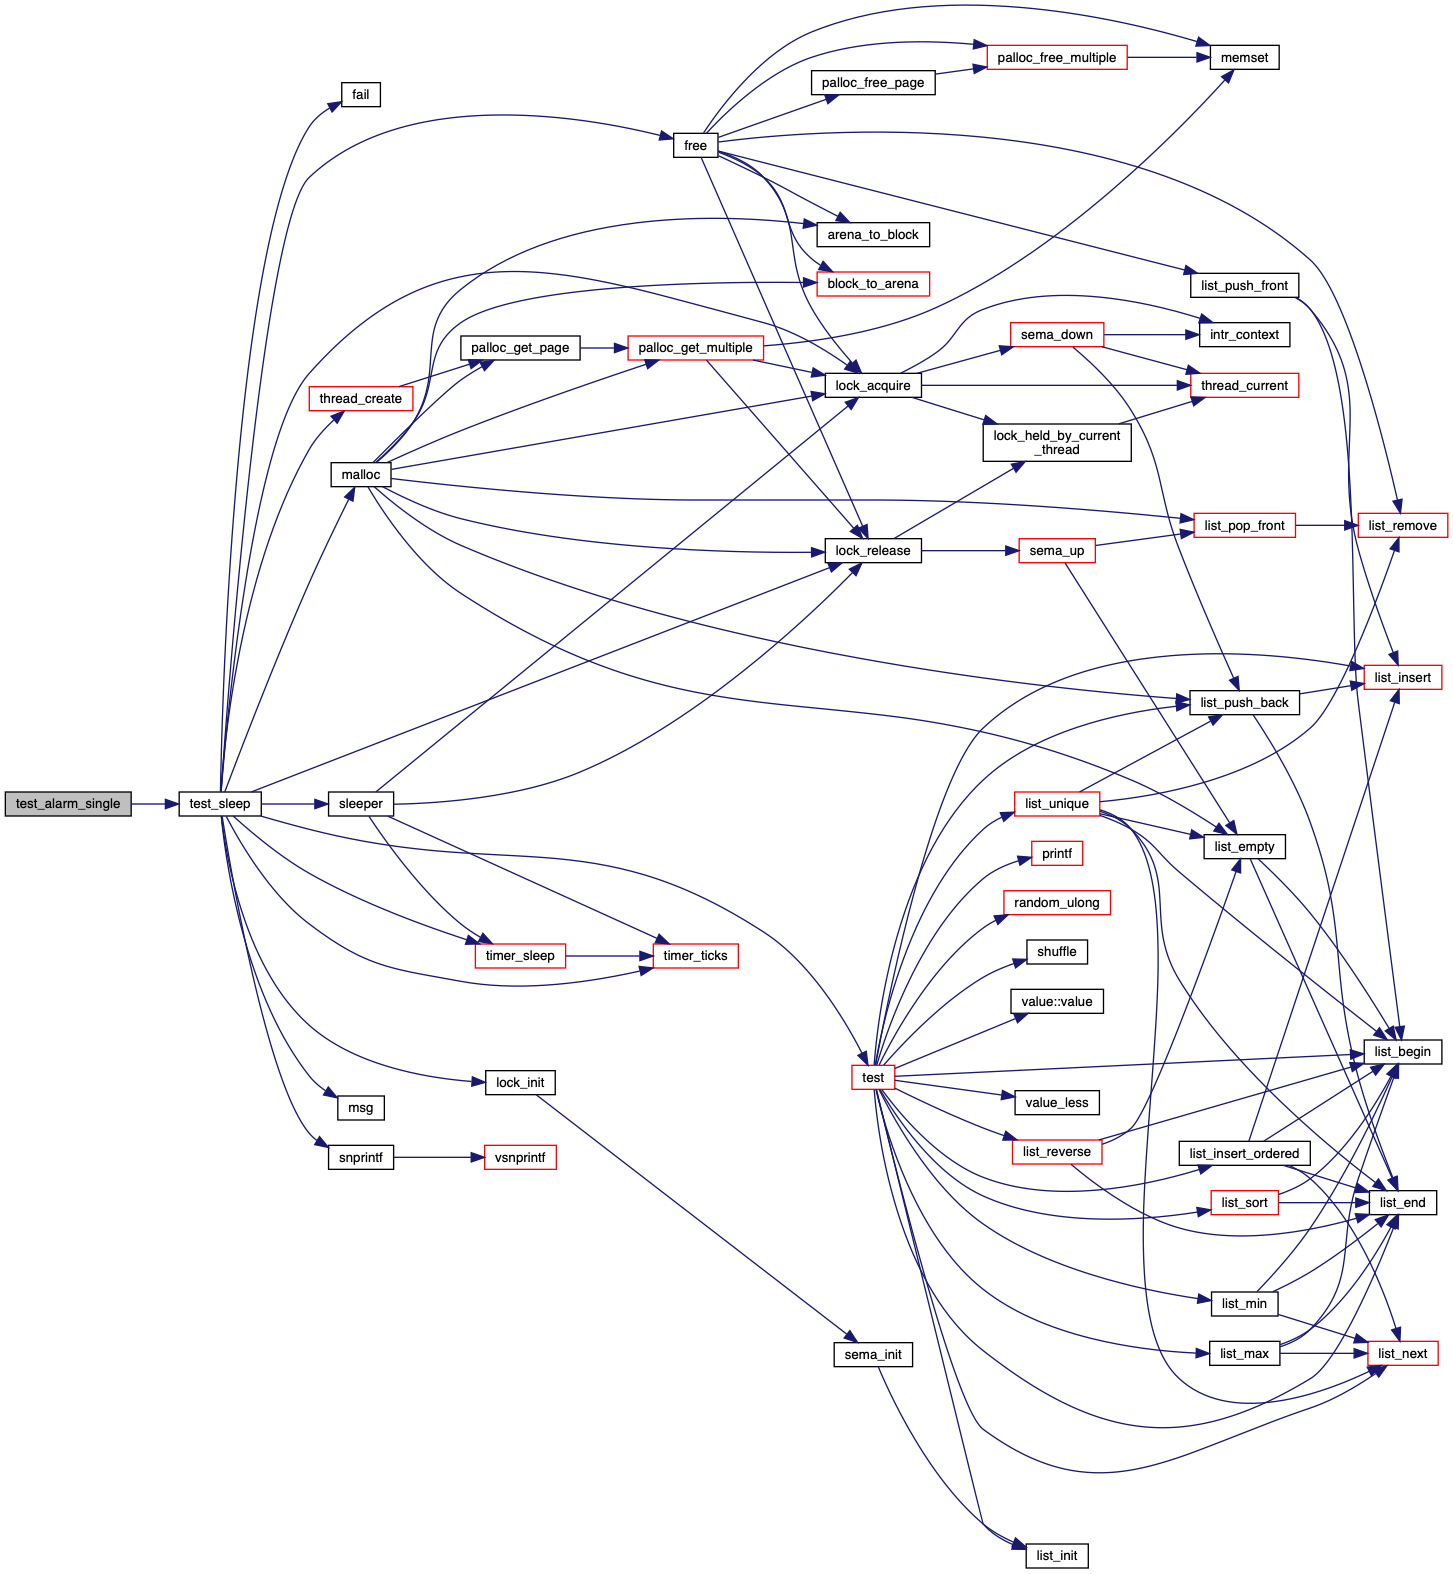 memset
palloc_free_multiple
palloc_free_page
fail
free
arena_to_block
block_to_arena
list_push_front
intr_context
sema_down
palloc_get_page
palloc_get_multiple
lock_acquire
thread_current
thread_create
lock_held_by_current
_thread
malloc
list_pop_front
list_remove
lock_release
sema_up
list_insert
list_push_back
test_alarm_single
test_sleep
sleeper
list_unique
list_empty
printf
random_ulong
shuffle
timer_sleep
timer_ticks
value::value
list_begin
test
lock_init
value_less
msg
snprintf
vsnprintf
list_reverse
list_insert_ordered
list_sort
list_end
list_min
sema_init
list_max
list_next
list_init